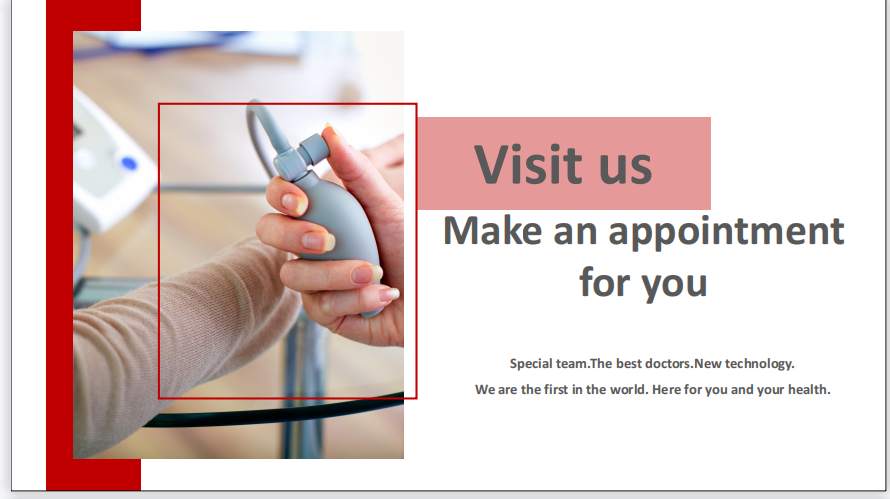 Visit us
Make an appointment
for you
Special team.The best doctors.New technology.
We are the first in the world. Here for you and your health.